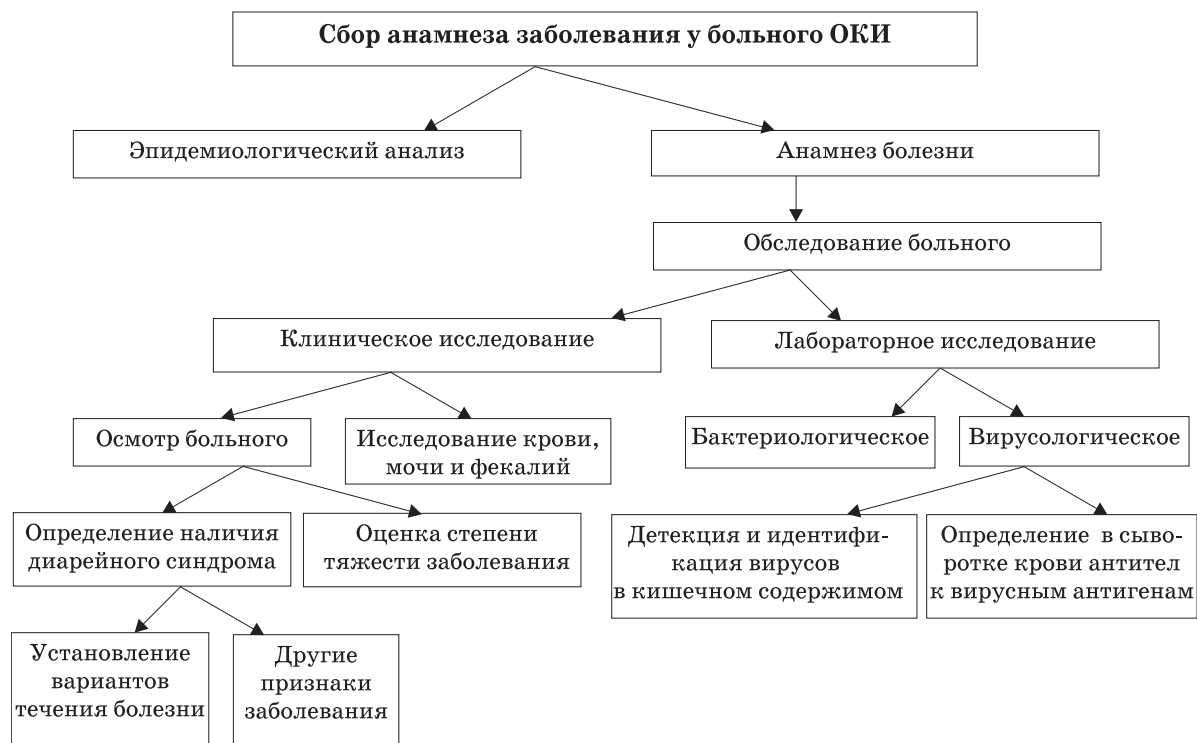 Сбор анамнеза заболевания у больного ОКИ
Эпидемиологический анализ
Анамнез болезни
Обследование больного
Клиническое исследование
Лабораторное исследование
Осмотр больного
Исследование крови,
мочи и фекалий
Бактериологическое
Вирусологическое
Определение наличия
диарейного синдрома
Оценка степени
тяжести заболевания
Детекция и идентифи-
кация вирусов
в кишечном содержимом
Определение в сыво-
ротке крови антител
к вирусным антигенам
Установление
вариантов
течения болезни
Другие
признаки
заболевания